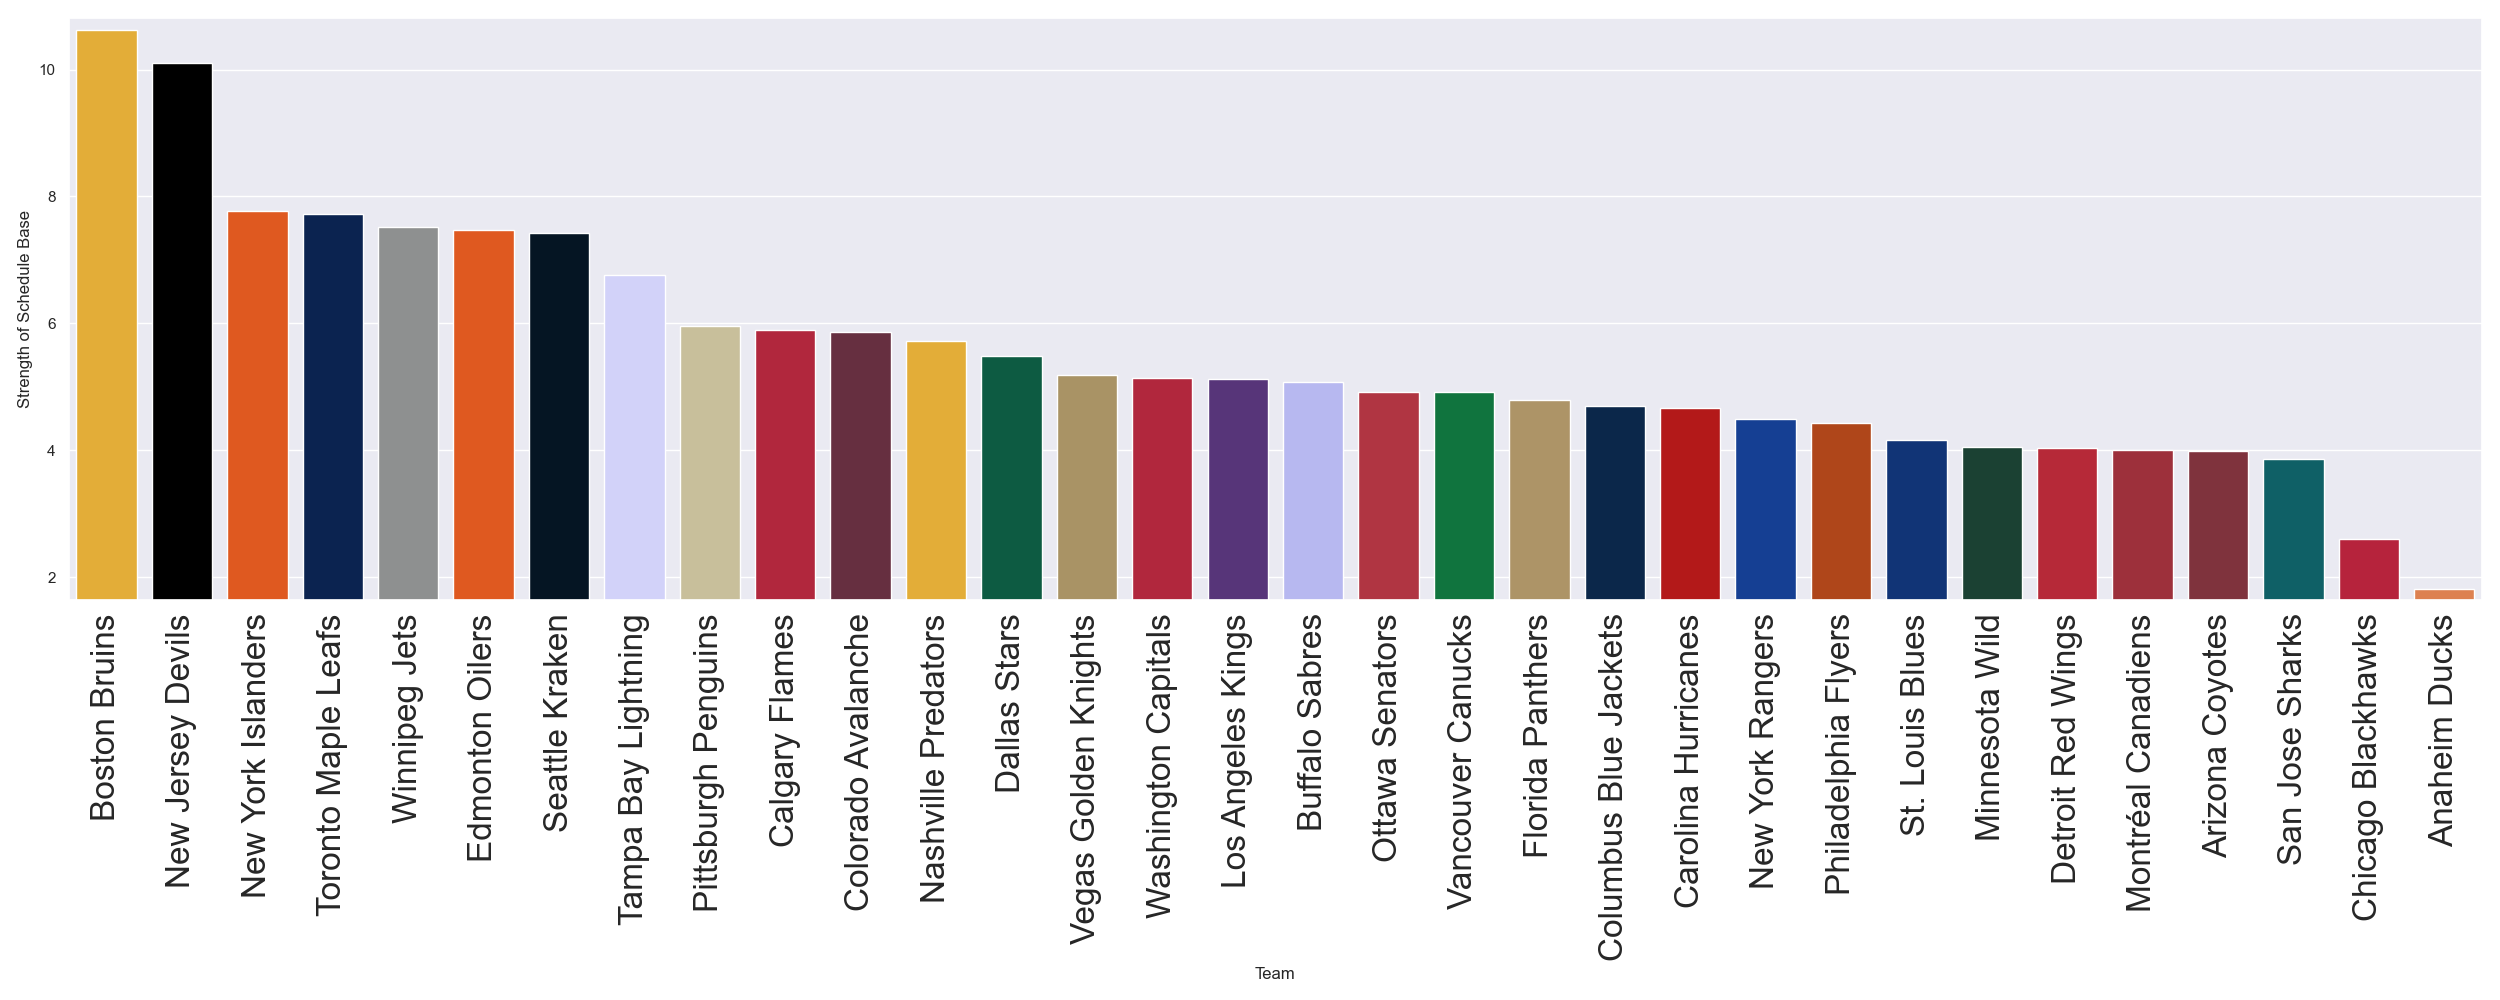 Strength of Schedule Base
10
8
6
4
2
Boston Bruins
New Jersey Devils
New York Islanders
Toronto Maple Leafs
Winnipeg Jets
Edmonton Oilers
Seattle Kraken
Tampa Bay Lightning
Pittsburgh Penguins
Calgary Flames
Colorado Avalanche
Nashville Predators
Dallas Stars
Vegas Golden Knights
Washington Capitals
Los Angeles Kings
Buffalo Sabres
Ottawa Senators
Vancouver Canucks
Florida Panthers
Columbus Blue Jackets
Carolina Hurricanes
New York Rangers
Philadelphia Flyers
St. Louis Blues
Minnesota Wild
Detroit Red Wings
Montréal Canadiens
Arizona Coyotes
San Jose Sharks
Chicago Blackhawks
Anaheim Ducks
Team